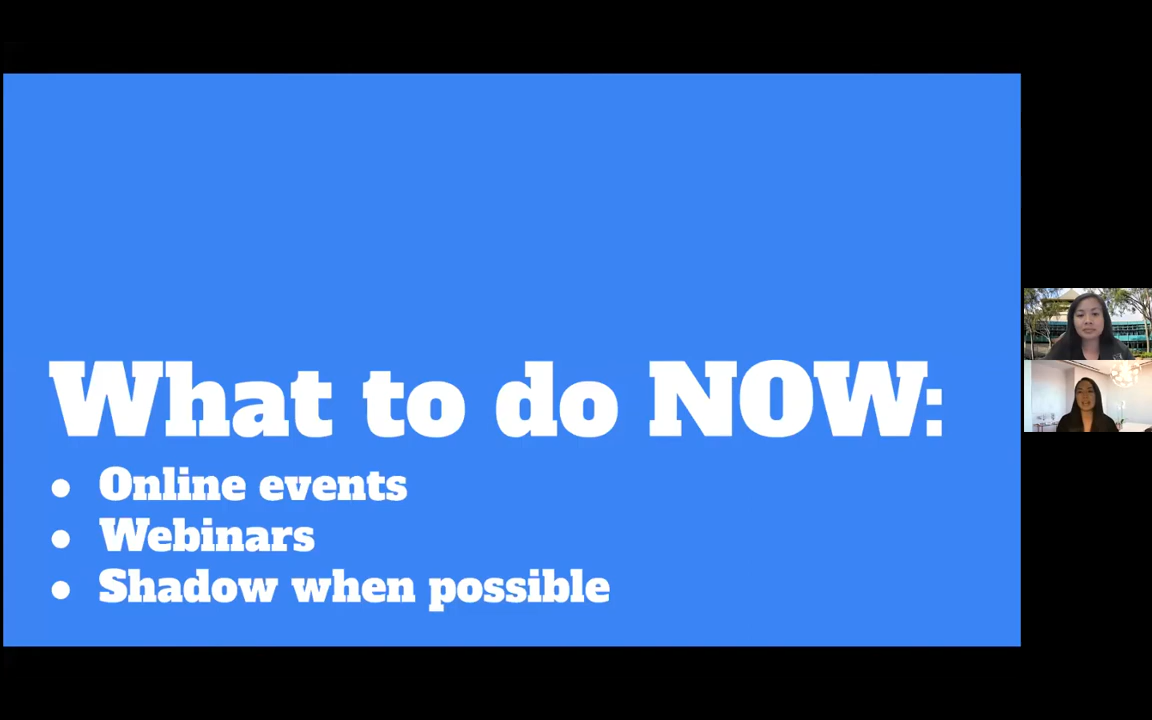 What to do NOW:
● Online events
● Webinars
● Shadow when possible